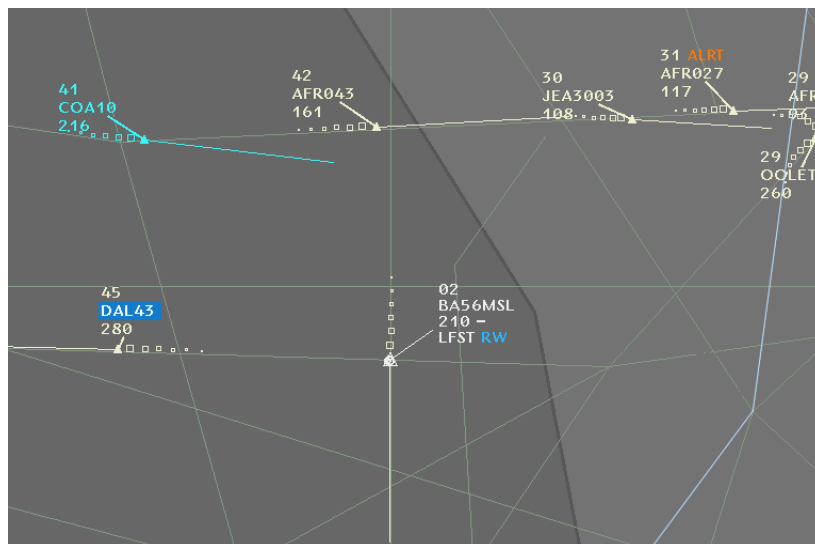 41
COA10
216
42
AFR043
161
30
JEA3003
108
31 ALRT
AFR027
117
29
AFR
29
260
45
DAL43
280
02
BA56MSL
210 –
LFST RW